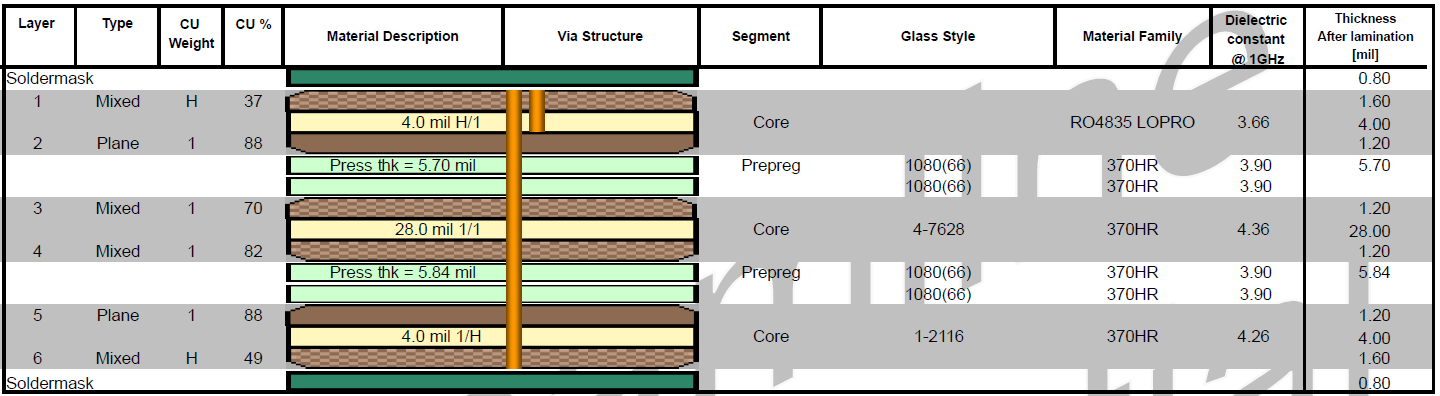 Layer Type CU Weight CU % Material Description Via Structure Segment Glass Style Material Family Dielectric constant @ 1GHz Thickness After lamination [mil]
Soldermask 0.80
1 Mixed H 37 1.60
4.0 mil H/1 Core RO4835 LOPRO 3.66 4.00
2 Plane 1 88 1.20
Press thk = 5.70 mil Prepreg 1080(66) 370HR 3.90 5.70
1080(66) 370HR 3.90
3 Mixed 1 70 1.20
28.0 mil 1/1 Core 4-7628 370HR 4.36 28.00
4 Mixed 1 82 1.20
Press thk = 5.84 mil Prepreg 1080(66) 370HR 3.90 5.84
1080(66) 370HR 3.90
5 Plane 1 88 1.20
4.0 mil 1/H Core 1-2116 370HR 4.26 4.00
6 Mixed H 49 1.60
Soldermask 0.80